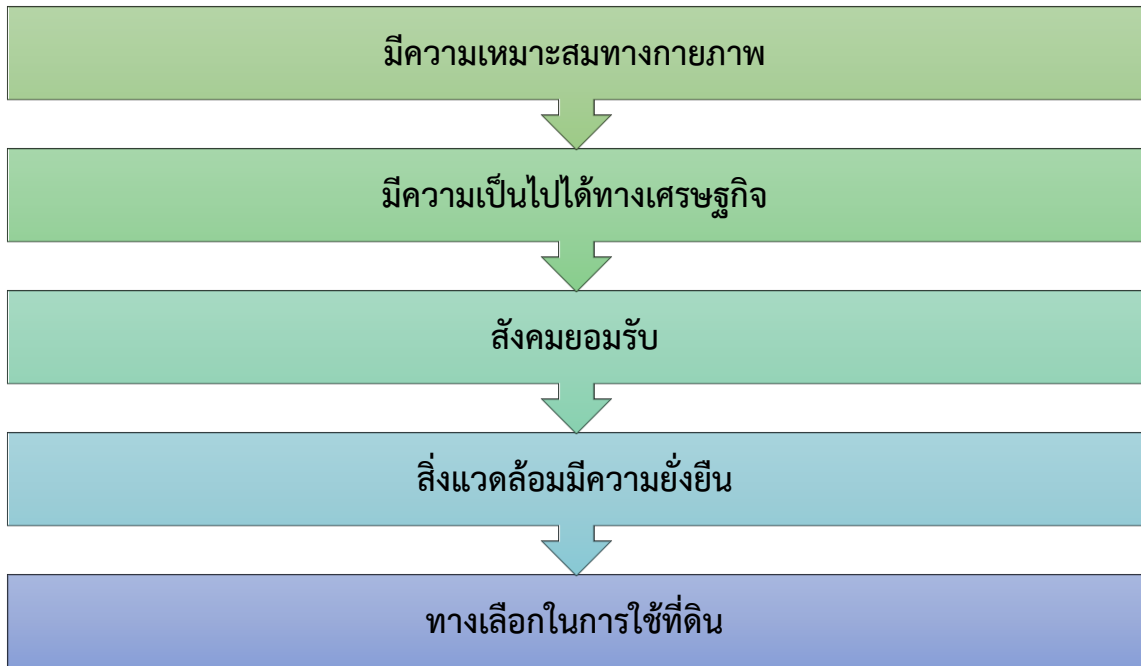 มีความเหมาะสมทางกายภาพ
มีความเป็นไปได้ทางเศรษฐกิจ
สังคมยอมรับ
สิ่งแวดล้อมมีความยั่งยืน
ทางเลือกในการใช้ที่ดิน